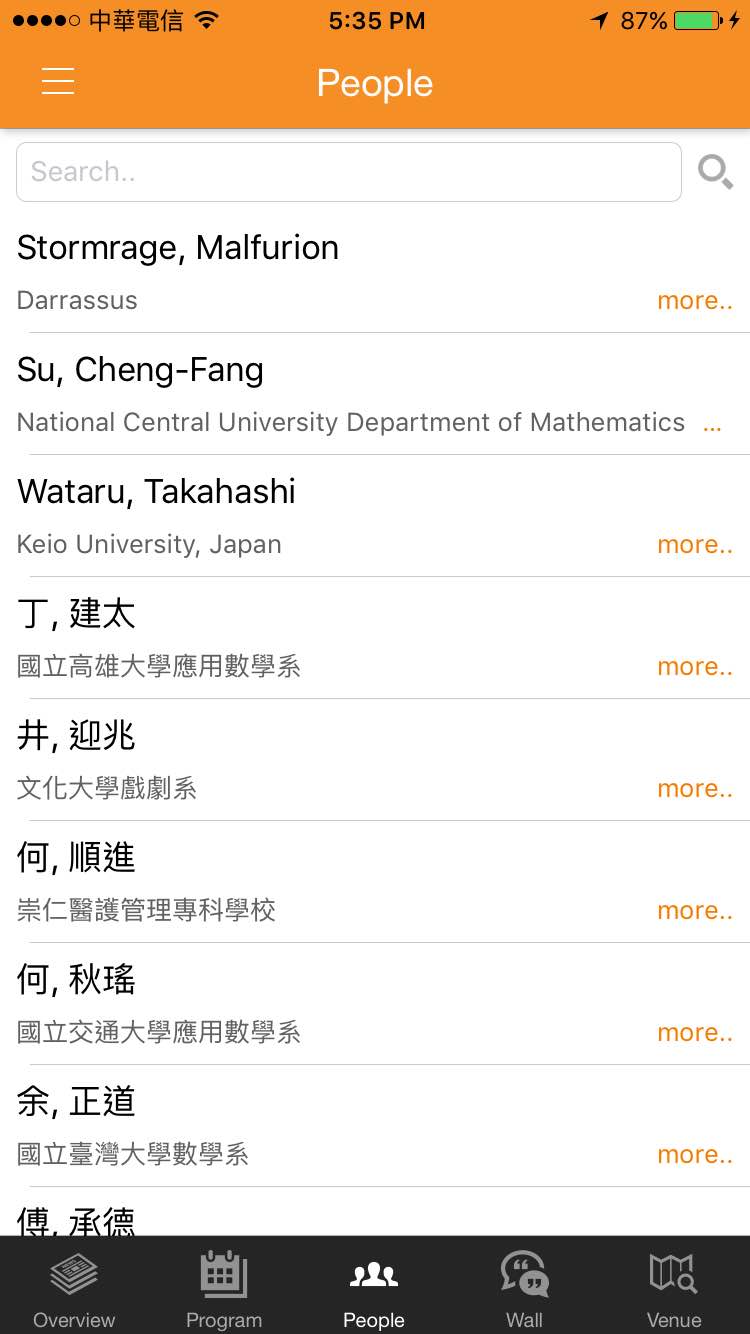 中華電信 5:35 PM 87%
People
Search..
Stormrage, Malfurion
Darrassus more..
Su, Cheng-Fang
National Central University Department of Mathematics ...
Wataru, Takahashi
Keio University, Japan more..
丁, 建太
國立高雄大學應用數學系 more..
井, 迎兆
文化大學戲劇系 more..
何, 順進
崇仁醫護管理專科學校 more..
何, 秋瑤
國立交通大學應用數學系 more..
余, 正道
國立臺灣大學數學系 more..
傅, 承德
Overview Program People Wall Venue